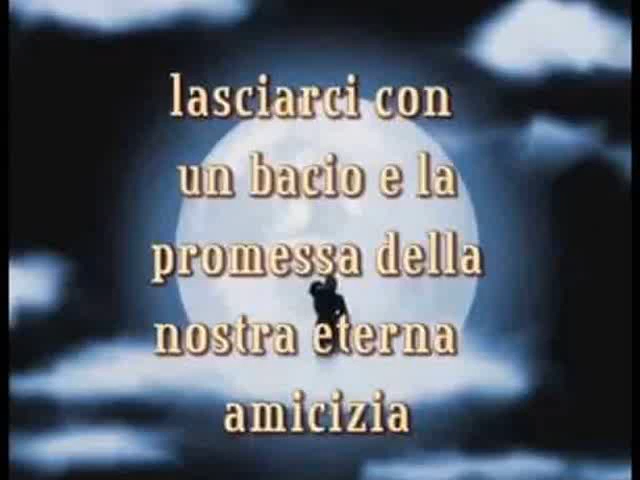 lasciarci con
un bacio e la
promessa della
nostra eterna
amicizia